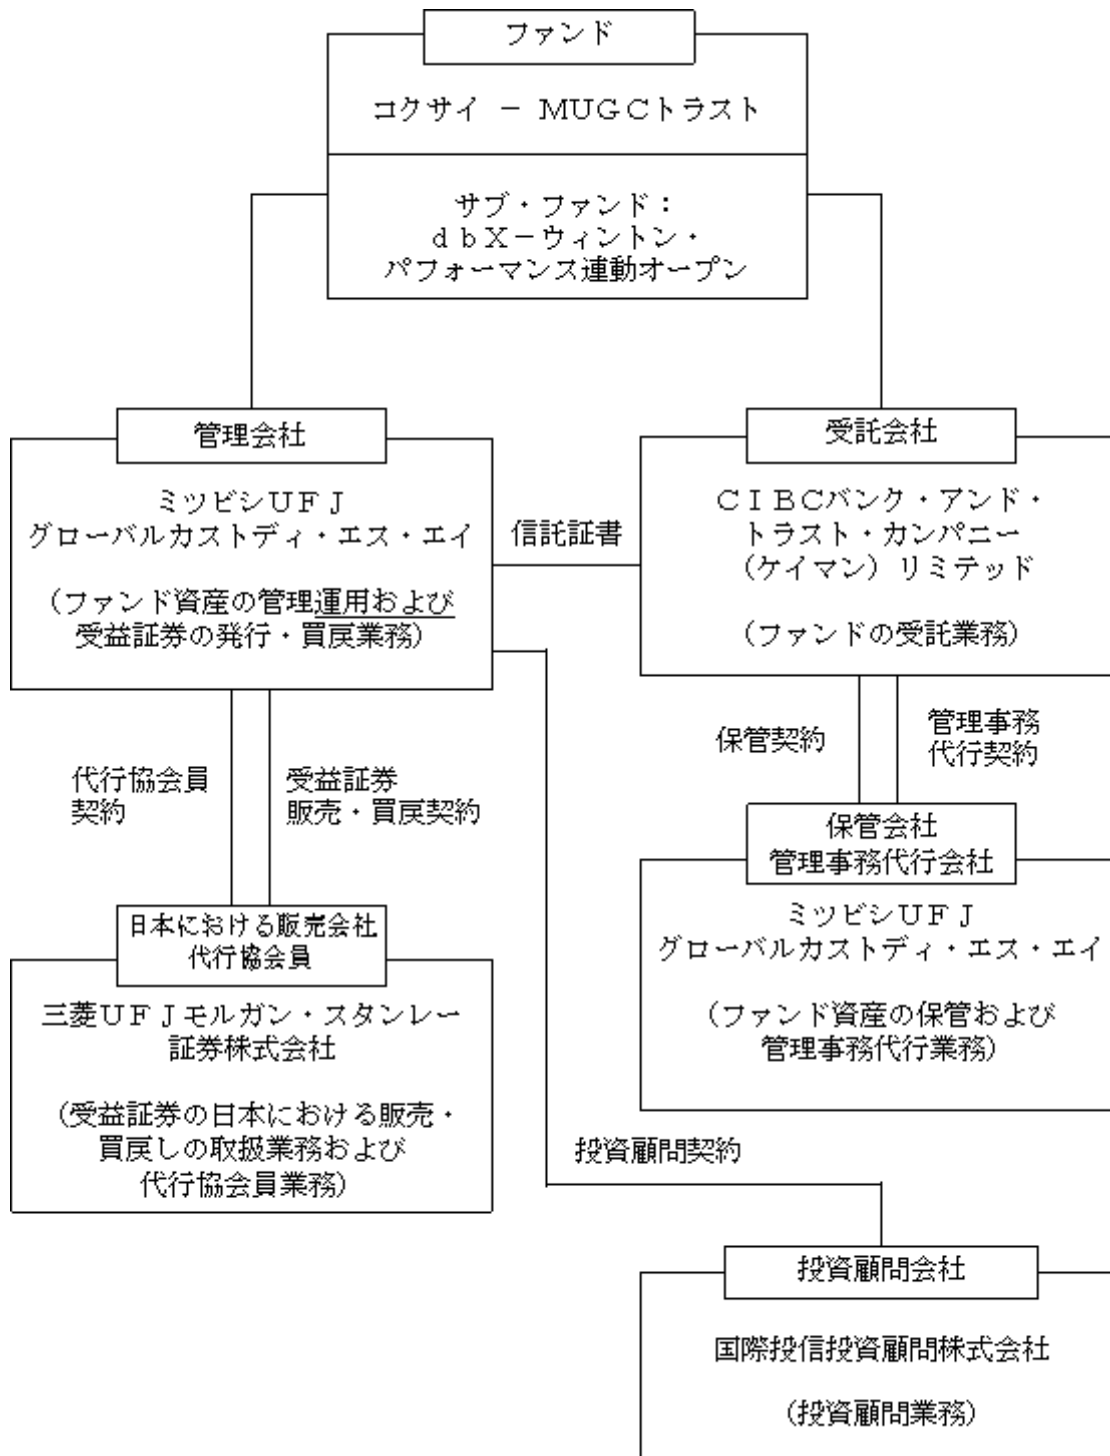 ファンド
コクサイ － ＭＵＧＣトラスト
サブ・ファンド：
ｄｂＸ－ウィントン・
パフォーマンス連動オープン
管理会社
ミツビシＵＦＪ
グローバルカストディ・エス・エイ
（ファンド資産の管理運用および
受益証券の発行・買戻業務）
信託証書
受託会社
ＣＩＢＣバンク・アンド・
トラスト・カンパニー
（ケイマン）リミテッド
（ファンドの受託業務）
代行協会員
契約
受益証券
販売・買戻契約
保管契約
管理事務
代行契約
保管会社
管理事務代行会社
ミツビシＵＦＪ
グローバルカストディ・エス・エイ
（ファンド資産の保管および
管理事務代行業務）
日本における販売会社
代行協会員
三菱ＵＦＪモルガン・スタンレー
証券株式会社
（受益証券の日本における販売・
買戻しの取扱業務および
代行協会員業務）
投資顧問契約
投資顧問会社
国際投信投資顧問株式会社
（投資顧問業務）